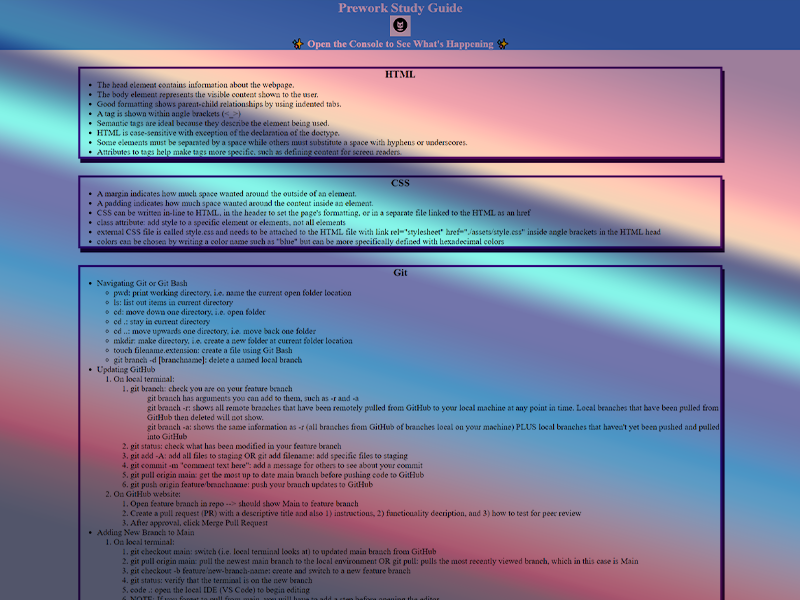 Prework Study Guide
✨ Open the Console to See What's Happening ✨
HTML
The head element contains information about the webpage.
The body element represents the visible content shown to the user.
Good formatting shows parent-child relationships by using indented tabs.
A tag is shown within angle brackets (<_>)
Semantic tags are ideal because they describe the element being used.
HTML is case-sensitive with exception of the declaration of the doctype.
Some elements must be separated by a space while others must substitute a space with hyphens or underscores.
Attributes to tags help make tags more specific, such as defining content for screen readers.
CSS
A margin indicates how much space wanted around the outside of an element.
A padding indicates how much space wanted around the content inside an element.
CSS can be written in-line to HTML, in the header to set the page's formatting, or in a separate file linked to the HTML as an href
class attribute: add style to a specific element or elements, not all elements
external CSS file is called style.css and needs to be attached to the HTML file with link rel="stylesheet" href="./assets/style.css" inside angle brackets in the HTML head
colors can be chosen by writing a color name such as "blue" but can be more specifically defined with hexadecimal colors
Git
Navigating Git or Git Bash
pwd: print working directory, i.e. name the current open folder location
ls: list out items in current directory
cd: move down one directory, i.e. open folder
cd .: stay in current directory
cd ..: move upwards one directory, i.e. move back one folder
mkdir: make directory, i.e. create a new folder at current folder location
touch filename.extension: create a file using Git Bash
git branch -d [branchname]: delete a named local branch
Updating GitHub
1. On local terminal:
1. git branch: check you are on your feature branch
git branch has arguments you can add to them, such as -r and -a
git branch -r: shows all remote branches that have been remotely pulled from GitHub to your local machine at any point in time. Local branches that have been pulled from
GitHub then deleted will not show.
git branch -a: shows the same information as -r (all branches from GitHub of branches local on your machine) PLUS local branches that haven't yet been pushed and pulled
into GitHub
2. git status: check what has been modified in your feature branch
3. git add -A: add all files to staging OR git add filename: add specific files to staging
4. git commit -m "comment text here": add a message for others to see about your commit
5. git pull origin main: get the most up to date main branch before pushing code to GitHub
6. git push origin feature/branchname: push your branch updates to GitHub
2. On GitHub website:
1. Open feature branch in repo --> should show Main to feature branch
2. Create a pull request (PR) with a descriptive title and also 1) instructions, 2) functionality decription, and 3) how to test for peer review
3. After approval, click Merge Pull Request
Adding New Branch to Main
1. On local terminal:
1. git checkout main: switch (i.e. local terminal looks at) to updated main branch from GitHub
2. git pull origin main: pull the newest main branch to the local environment OR git pull: pulls the most recently viewed branch, which in this case is Main
3. git checkout -b feature/new-branch-name: create and switch to a new feature branch
4. git status: verify that the terminal is on the new branch
5. code .: open the local IDE (VS Code) to begin editing